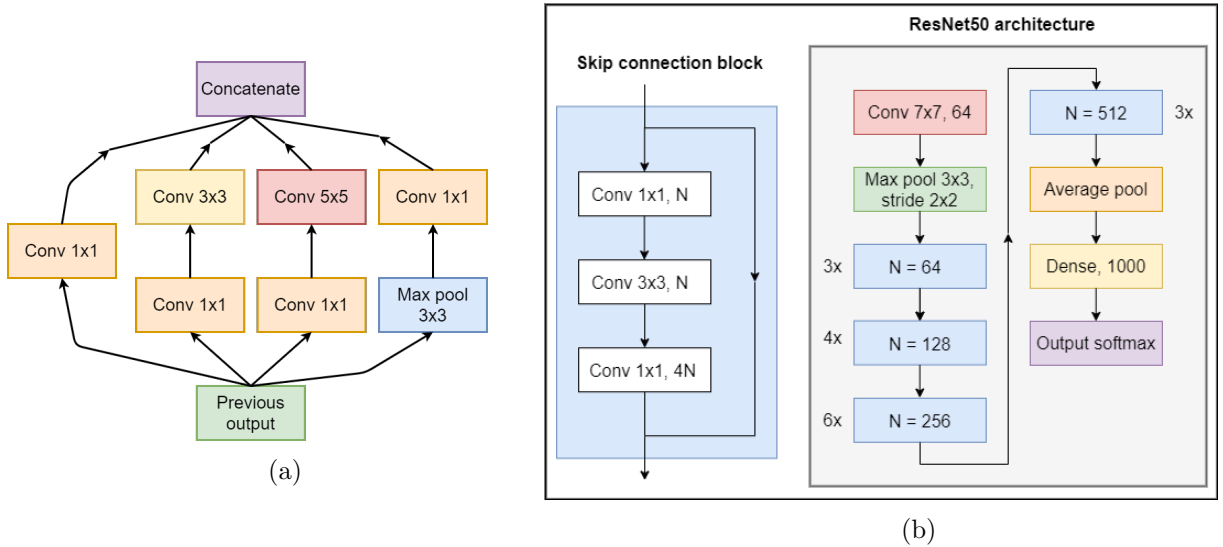 Concatenate
Conv 3x3
Conv 5x5
Conv 1x1
Conv 1x1
Conv 1x1
Conv 1x1
Max pool
3x3
Previous
output
(a)
ResNet50 architecture
Skip connection block
Conv 1x1, N
Conv 3x3, N
Conv 1x1, 4N
Conv 7x7, 64
Max pool 3x3,
stride 2x2
3x
N = 64
4x
N = 128
6x
N = 256
N = 512
3x
Average pool
Dense, 1000
Output softmax
(b)